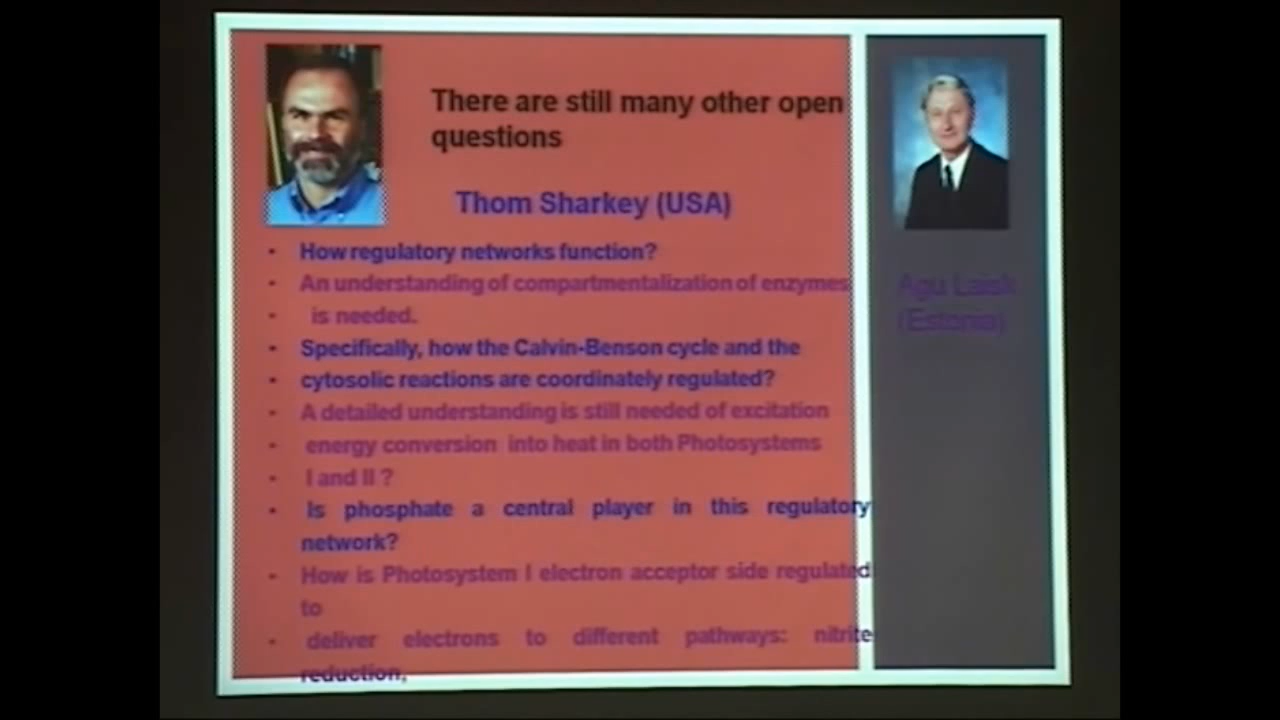 There are still many other open
questions
Thom Sharkey (USA)
• How regulatory networks function?
• An understanding of compartmentalization of enzymes
• is needed.
• Specifically, how the Calvin-Benson cycle and the
• cytosolic reactions are coordinately regulated?
• A detailed understanding is still needed of excitation
• energy conversion into heat in both Photosystems
• I and II ?
• Is phosphate a central player in this regulatory
network?
• How is Photosystem I electron acceptor side regulated
to
• deliver electrons to different pathways: nitrite
reduction,
Agu Laisk
(Estonia)